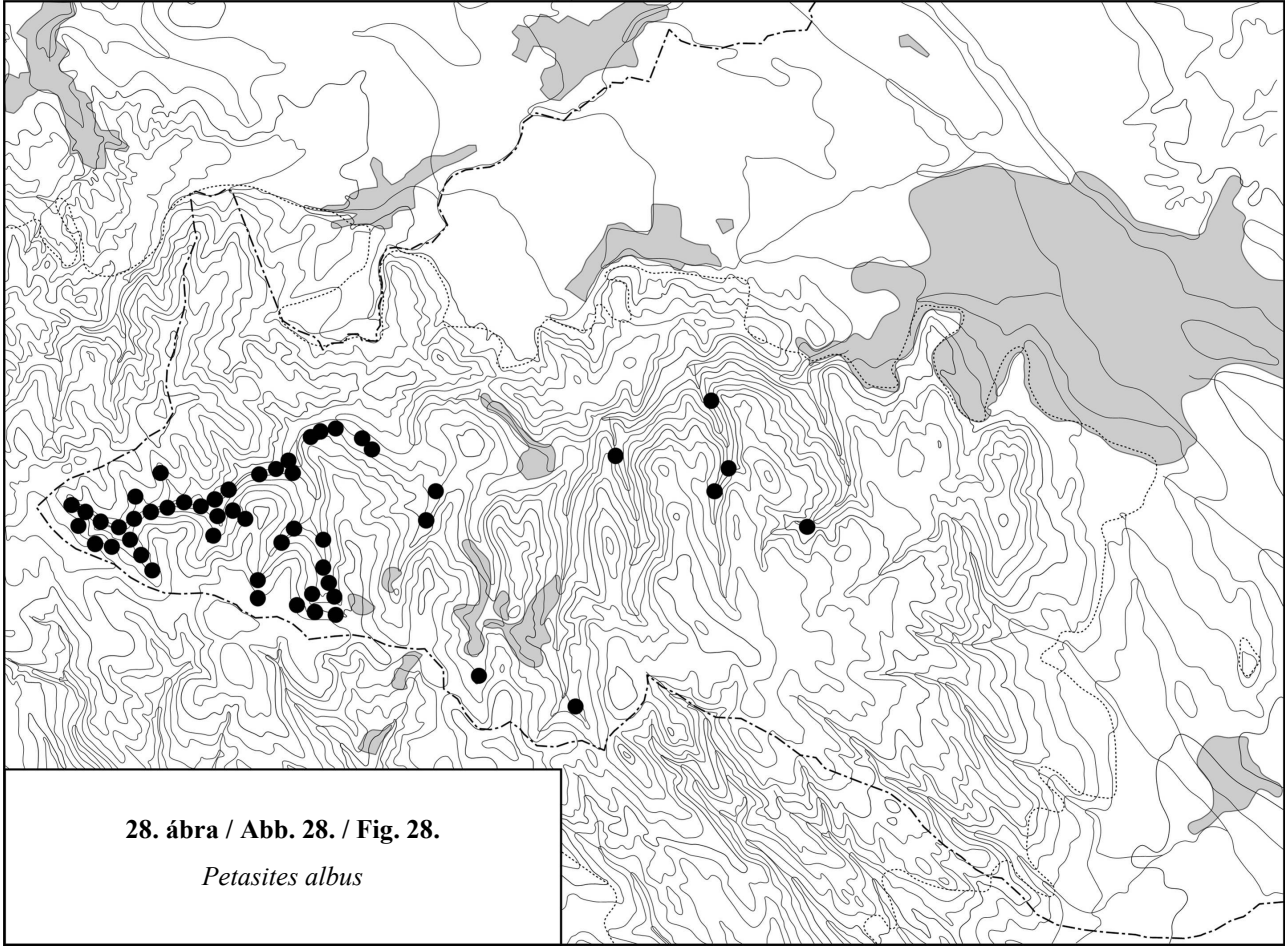 28. ábra / Abb. 28. / Fig. 28.
Petasites albus